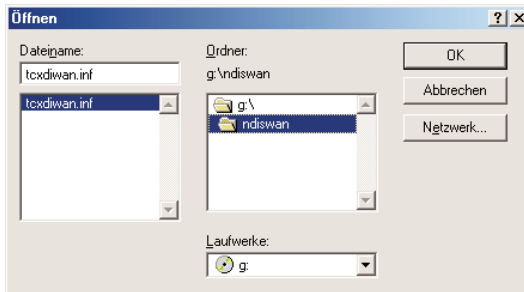 Öffnen
Dateiname:
tcxdiwan.inf
tcxdiwan.inf
Ordner:
g:\ndiswan
g:\
ndiswan
Laufwerke:
g:
OK
Abbrechen
Netzwerk...